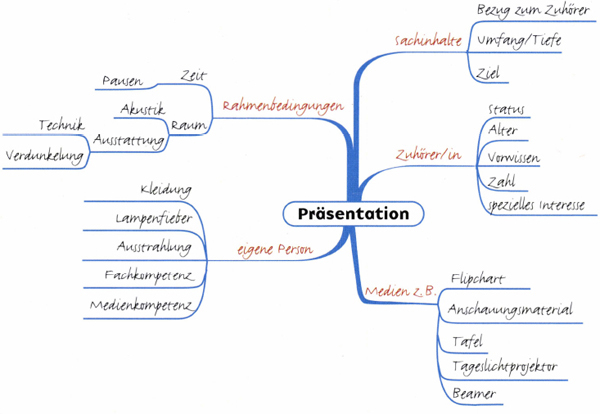 Präsentation
Sachinhalte
Bezug zum Zuhörer
Umfang/Tiefe
Ziel
Zuhörer/in
Status
Alter
Vorwissen
Zahl
spezielles Interesse
Medien z.B.
Flipchart
Anschauungsmaterial
Tafel
Tageslichtprojektor
Beamer
eigene Person
Kleidung
Lampenfieber
Ausstrahlung
Fachkompetenz
Medienkompetenz
Rahmenbedingungen
Zeit
Pausen
Raum
Akustik
Ausstattung
Technik
Verdunkelung